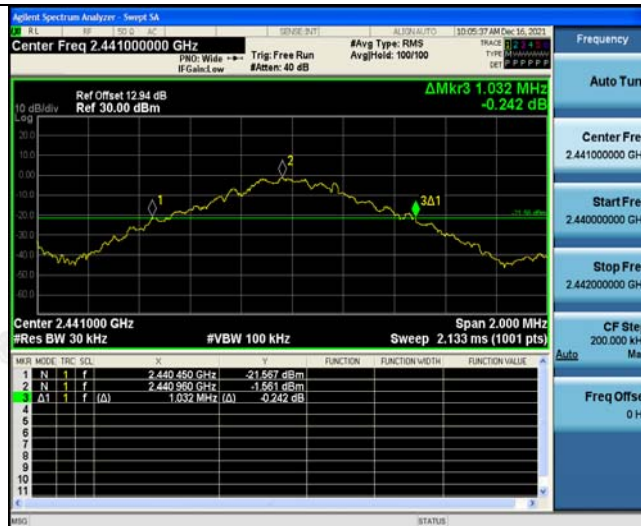 Agilent Spectrum Analyzer - Swept SA
RL RF 50 Ω AC SENSE:INT ALIGNAUTO 10:05:37 AM Dec 16, 2021
Center Freq 2.441000000 GHz
PNO: Wide
IFGain:Low
Trig: Free Run
#Atten: 40 dB
#Avg Type: RMS
Avg|Hold: 100/100
TRACE 1 2 3 4 5 6
TYPE M
DET P P P P P P
Ref Offset 12.94 dB
Ref 30.00 dBm
ΔMkr3 1.032 MHz
-0.242 dB
10 dB/div
Log
20.0
10.0
0.00
-10.0
-20.0
-30.0
-40.0
-50.0
-60.0
1
2
3Δ1
Center 2.441000 GHz
Span 2.000 MHz
#Res BW 30 kHz
#VBW 100 kHz
Sweep 2.133 ms (1001 pts)
MKR MODE TRC SCL X Y FUNCTION FUNCTION WIDTH FUNCTION VALUE
1 N 1 f 2.440 450 GHz -21.567 dBm
2 N 1 f 2.440 960 GHz -1.561 dBm
3 Δ1 1 f (Δ) 1.032 MHz (Δ) -0.242 dB
4
5
6
7
8
9
10
11
MSG STATUS
Frequency
Auto Tun
Center Fre
2.441000000 GH
Start Fre
2.440000000 GH
Stop Fre
2.442000000 GH
CF Ste
200.000 kH
Auto Ma
Freq Offse
0 H